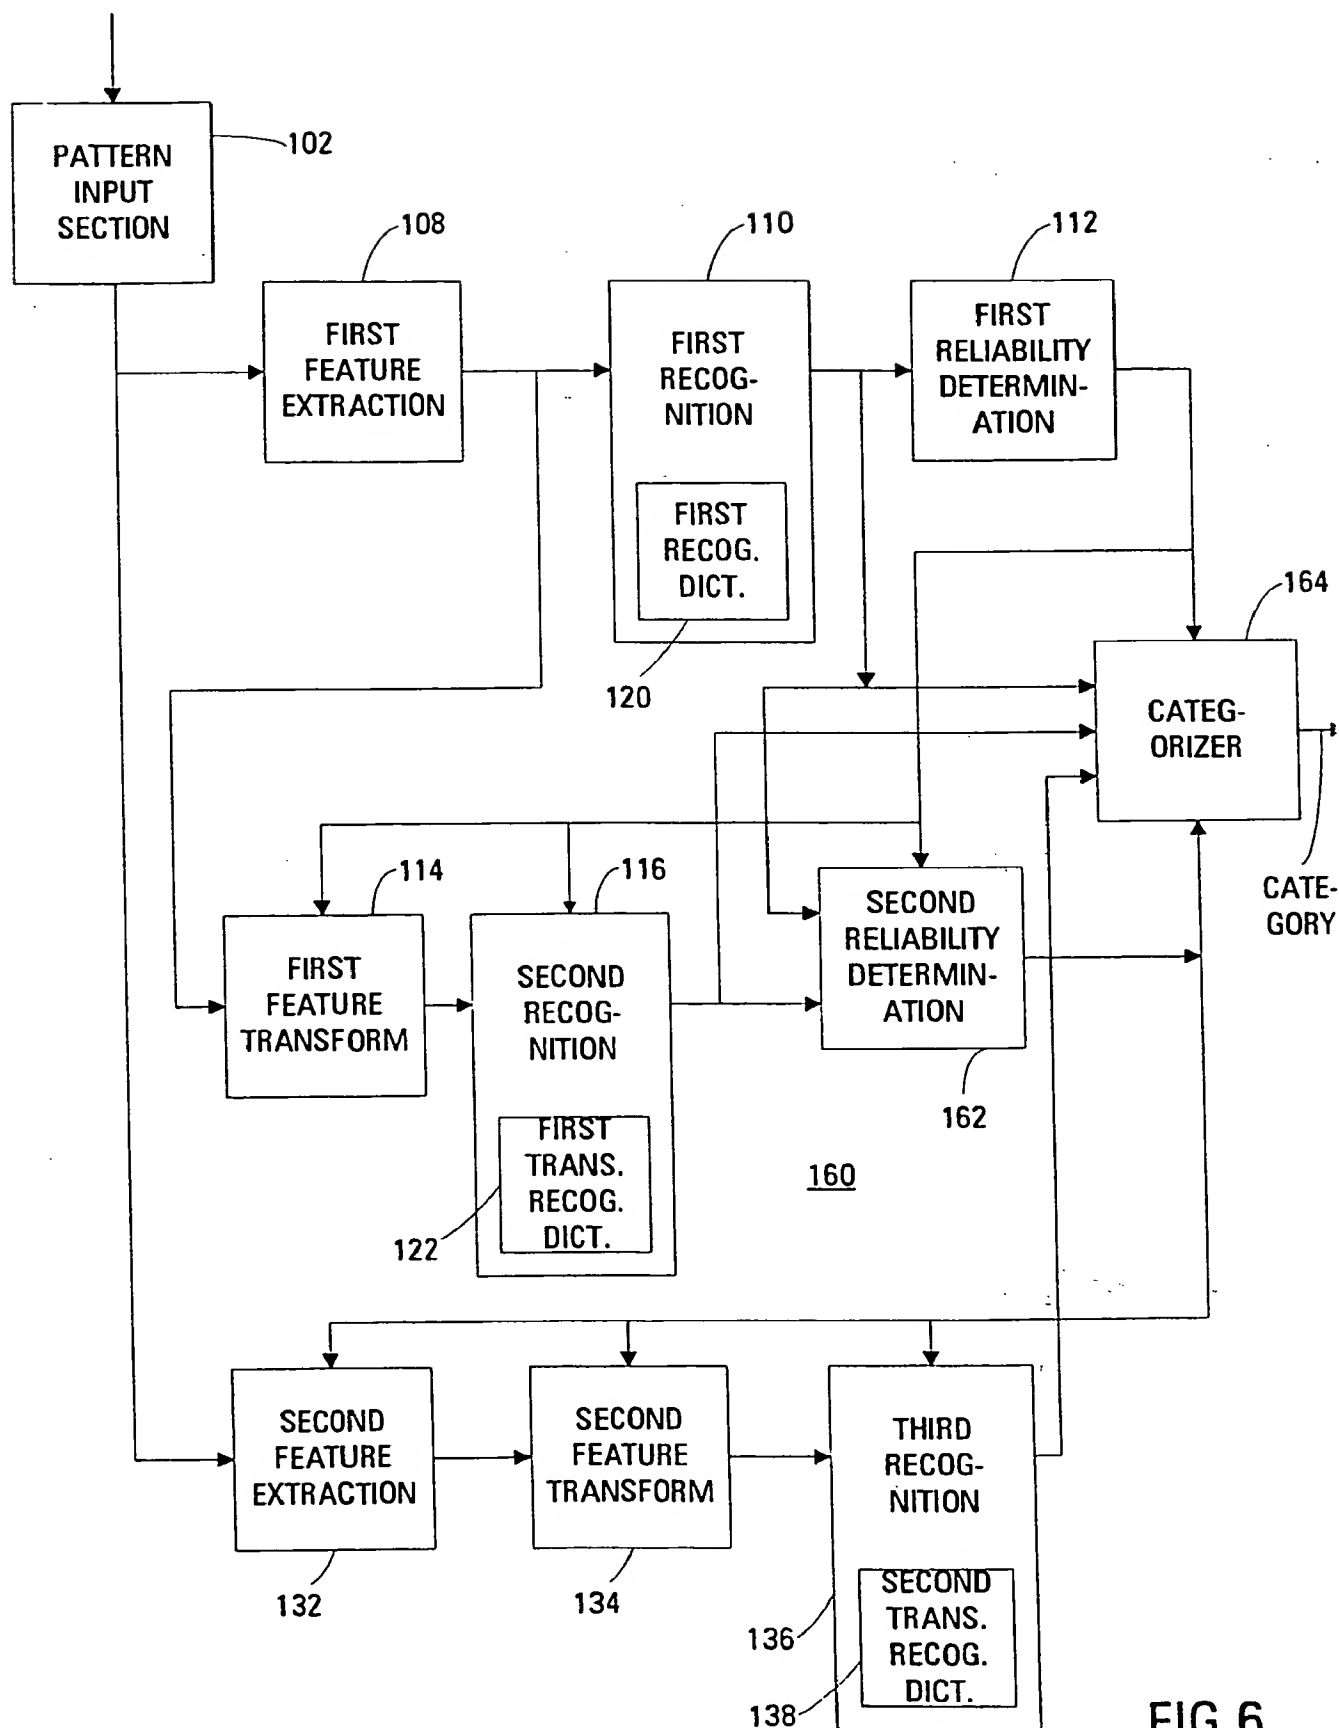 PATTERN
INPUT
SECTION
102
108
110
112
FIRST
FEATURE
EXTRACTION
FIRST
RECOG-
NITION
FIRST
RELIABILITY
DETERMIN-
ATION
FIRST
RECOG.
DICT.
120
164
CATEG-
ORIZER
CATE-
GORY
114
116
FIRST
FEATURE
TRANSFORM
SECOND
RECOG-
NITION
SECOND
RELIABILITY
DETERMIN-
ATION
162
FIRST
TRANS.
RECOG.
DICT.
122
160
SECOND
FEATURE
EXTRACTION
SECOND
FEATURE
TRANSFORM
THIRD
RECOG-
NITION
132
134
136
SECOND
TRANS.
RECOG.
DICT.
138
FIG.6